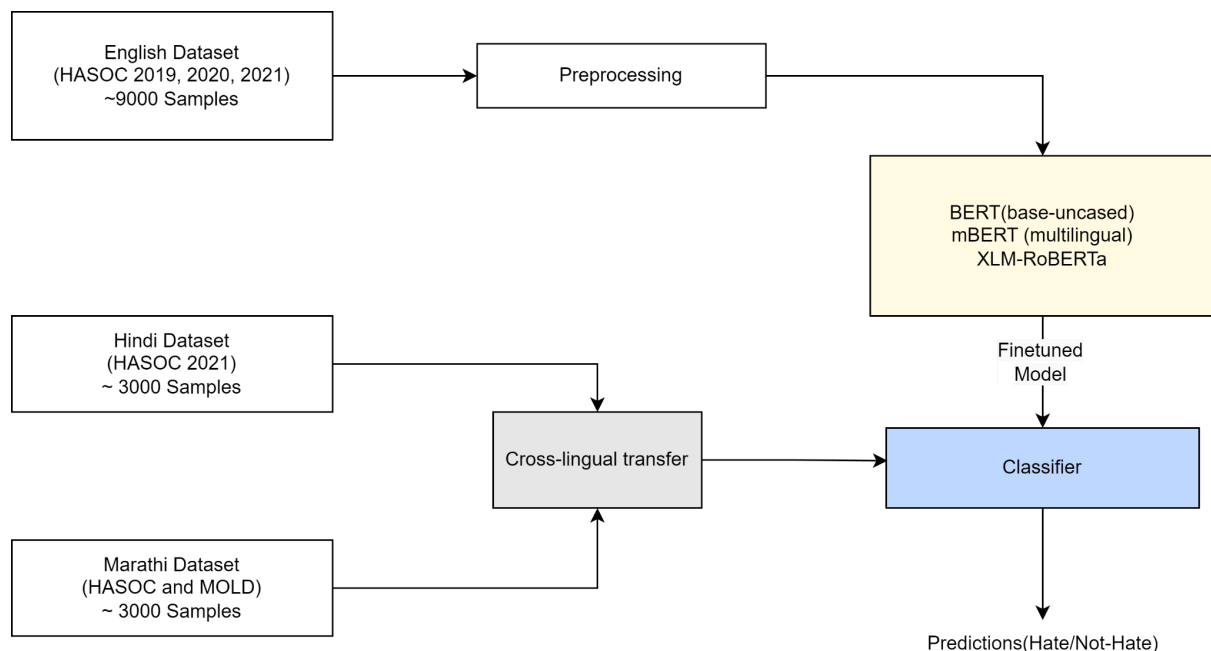 English Dataset
(HASOC 2019, 2020, 2021)
~9000 Samples
Preprocessing
BERT(base-uncased)
mBERT (multilingual)
XLM-RoBERTa
Hindi Dataset
(HASOC 2021)
~ 3000 Samples
Finetuned
Model
Cross-lingual transfer
Classifier
Marathi Dataset
(HASOC and MOLD)
~ 3000 Samples
Predictions(Hate/Not-Hate)